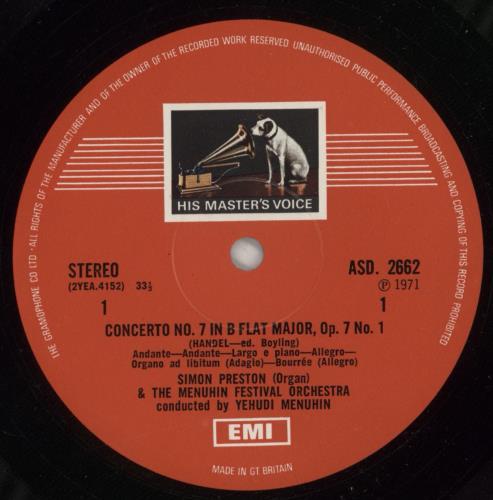 THE GRAMOPHONE CO LTD · ALL RIGHTS OF THE MANUFACTURER AND OF THE OWNER OF THE RECORDED WORK RESERVED UNAUTHORISED PUBLIC PERFORMANCE BROADCASTING AND COPYING OF THIS RECORD PROHIBITED
HIS MASTER'S VOICE
STEREO
(2YEA.4152) 33⅓
1
ASD. 2662
Ⓟ 1971
1
CONCERTO NO. 7 IN B FLAT MAJOR, Op. 7 No. 1
(HANDEL—ed. Boyling)
Andante—Andante—Largo e piano—Allegro—
Organo ad libitum (Adagio)—Bourrée (Allegro)
SIMON PRESTON (Organ)
& THE MENUHIN FESTIVAL ORCHESTRA
conducted by YEHUDI MENUHIN
EMI
MADE IN GT BRITAIN